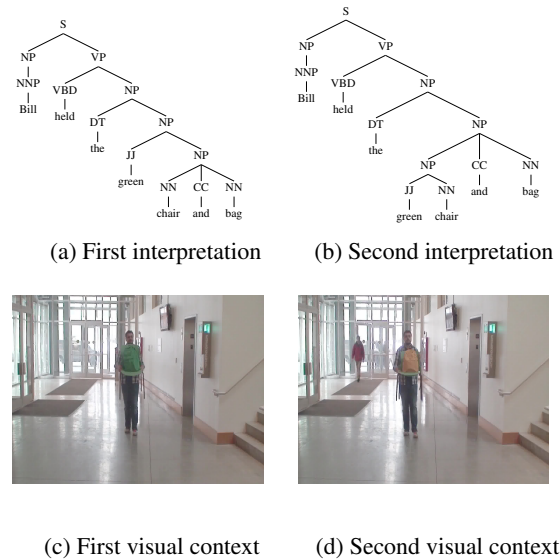 S
NP VP
NNP VBD NP
Bill held DT NP
the JJ NP
green NN CC NN
chair and bag
(a) First interpretation
S
NP VP
NNP VBD NP
Bill held DT NP
the NP CC NN
JJ NN and bag
green chair
(b) Second interpretation
(c) First visual context
(d) Second visual context